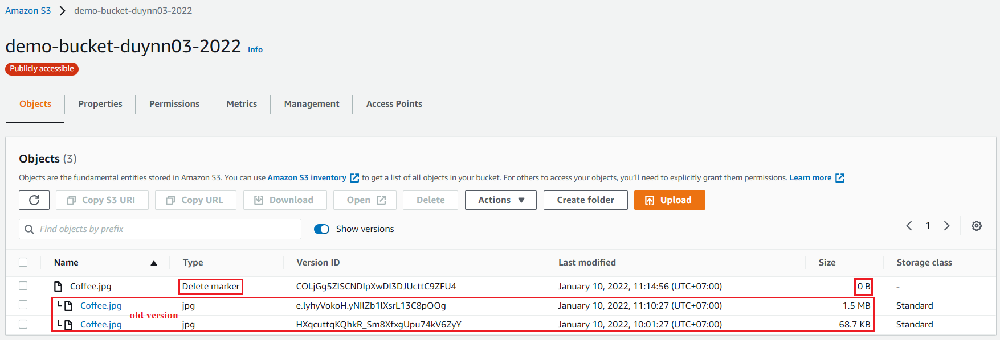 Amazon S3 > demo-bucket-duynn03-2022
demo-bucket-duynn03-2022 Info
Publicly accessible
Objects Properties Permissions Metrics Management Access Points
Objects (3)
Objects are the fundamental entities stored in Amazon S3. You can use Amazon S3 inventory to get a list of all objects in your bucket. For others to access your objects, you'll need to explicitly grant them permissions. Learn more
Copy S3 URI Copy URL Download Open Delete Actions Create folder Upload
Find objects by prefix Show versions 1
Name Type Version ID Last modified Size Storage class
Coffee.jpg Delete marker COLjGg5ZISCNDIpXwDI3DJUcttC9ZFU4 January 10, 2022, 11:14:56 (UTC+07:00) 0 B -
Coffee.jpg jpg e.lyhyVokoH.yNIlZb1lXsrL13C8pOOg January 10, 2022, 11:10:27 (UTC+07:00) 1.5 MB Standard
old version
Coffee.jpg jpg HXqcuttqKQhkR_Sm8XfxgUpu74kV6ZyY January 10, 2022, 10:01:27 (UTC+07:00) 68.7 KB Standard